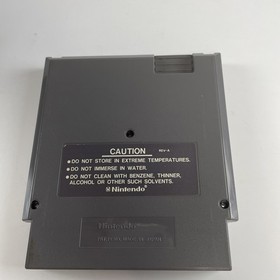 CAUTION
REV-A
●DO NOT STORE IN EXTREME TEMPERATURES.
●DO NOT IMMERSE IN WATER.
●DO NOT CLEAN WITH BENZENE, THINNER,
ALCOHOL OR OTHER SUCH SOLVENTS.
Nintendo®
Nintendo